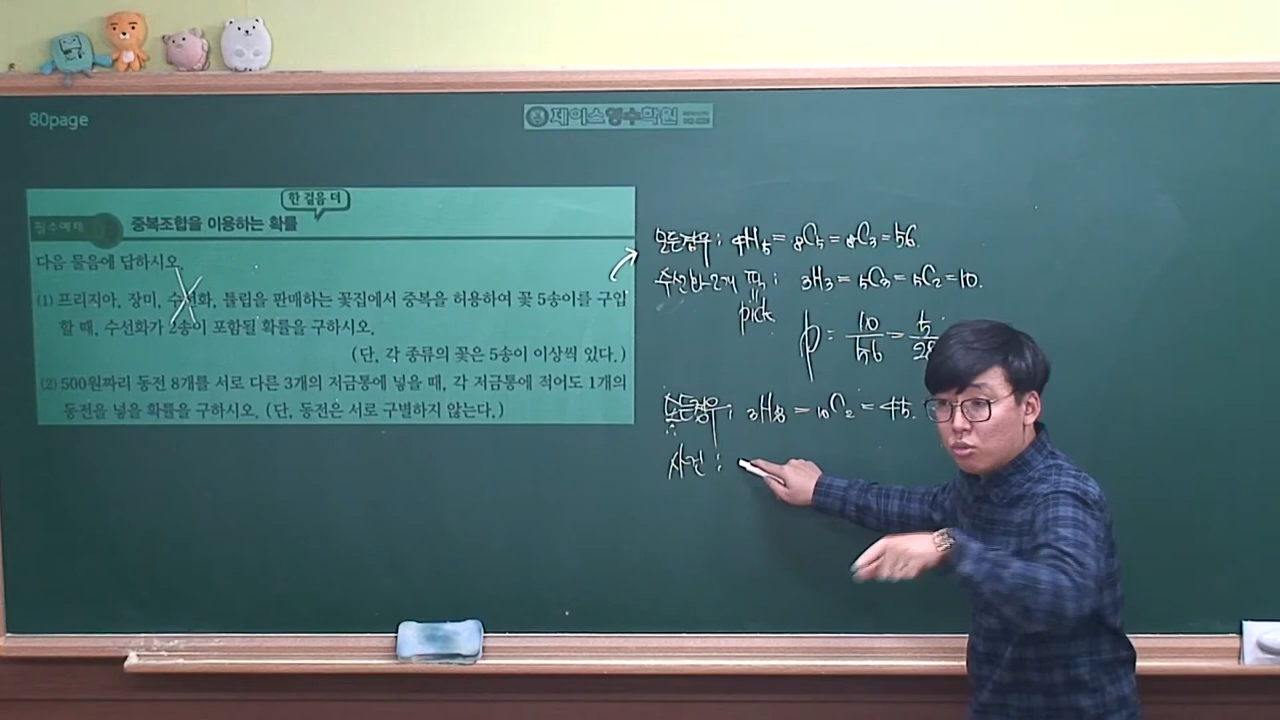 80page
제이스영수학원
한 걸음 더
필수예제
중복조합을 이용하는 확률
다음 물음에 답하시오.
(1) 프리지아, 장미, 수선화, 튤립을 판매하는 꽃집에서 중복을 허용하여 꽃 5송이를 구입
할 때, 수선화가 2송이 포함될 확률을 구하시오.
(단, 각 종류의 꽃은 5송이 이상씩 있다.)
(2) 500원짜리 동전 8개를 서로 다른 3개의 저금통에 넣을 때, 각 저금통에 적어도 1개의
동전을 넣을 확률을 구하시오. (단, 동전은 서로 구별하지 않는다.)
모든경우 : 4H5 = 8C5 = 8C3 = 56.
2개 픽 : 3H3 = 5C3 = 5C2 = 10.
pick
p = 10/56 = 5/28
모든경우 : 3H8 = 10C2 = 45.
사건 :